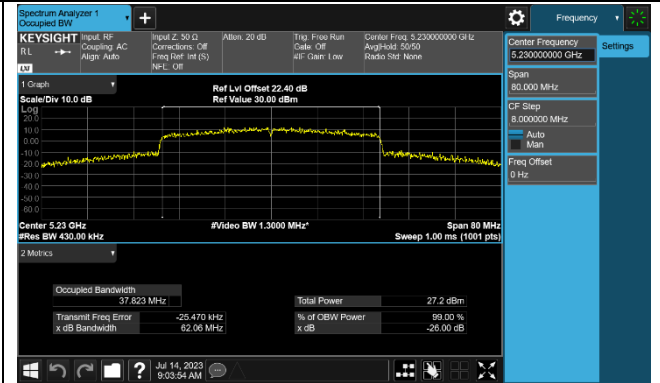 Spectrum Analyzer 1
Occupied BW
Frequency
KEYSIGHT
Input: RF
Coupling: AC
Align: Auto
Input Z: 50 Ω
Corrections: Off
Freq Ref: Int (S)
NFE: Off
Atten: 20 dB
Trig: Free Run
Gate: Off
#IF Gain: Low
Center Freq: 5.230000000 GHz
Avg|Hold: 50/50
Radio Std: None
RL
LXI
Center Frequency
5.230000000 GHz
Settings
Span
80.000 MHz
CF Step
8.000000 MHz
Auto
Man
Freq Offset
0 Hz
1 Graph
Scale/Div 10.0 dB
Ref Lvl Offset 22.40 dB
Ref Value 30.00 dBm
Log
20.0
10.0
0.00
-10.0
-20.0
-30.0
-40.0
-50.0
-60.0
Center 5.23 GHz
#Video BW 1.3000 MHz*
Span 80 MHz
#Res BW 430.00 kHz
Sweep 1.00 ms (1001 pts)
2 Metrics
Occupied Bandwidth
37.823 MHz
Total Power 27.2 dBm
Transmit Freq Error -25.470 kHz
% of OBW Power 99.00 %
x dB Bandwidth 62.06 MHz
x dB -26.00 dB
Jul 14, 2023
9:03:54 AM